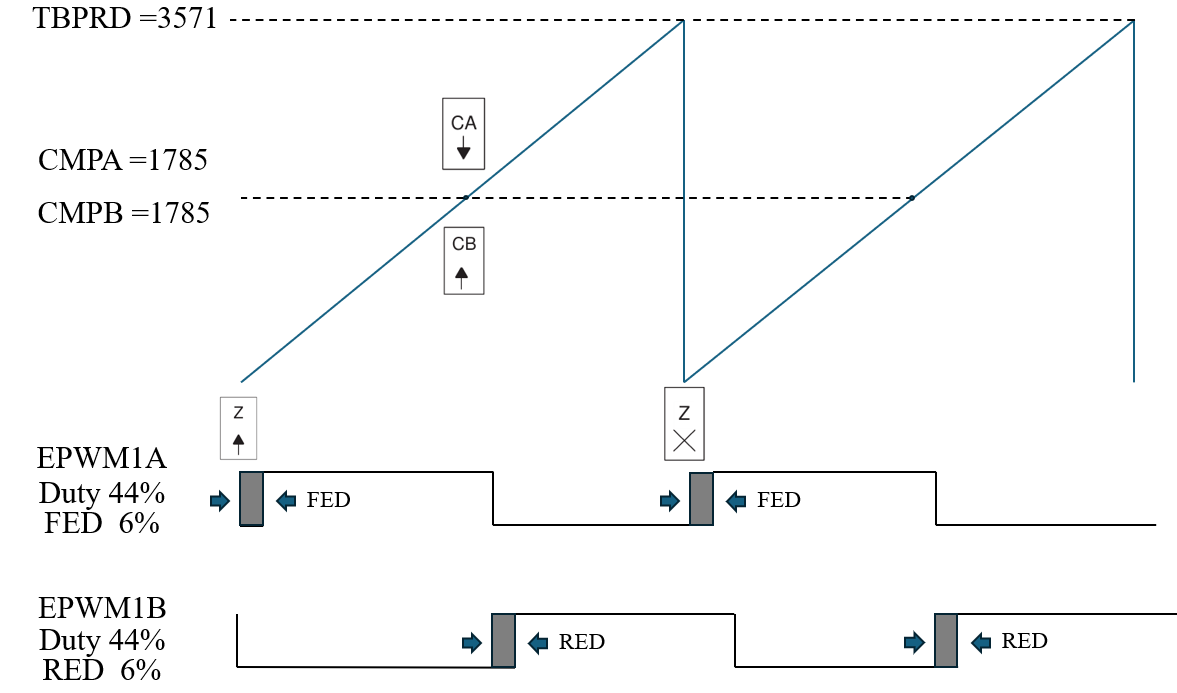 TBPRD =3571
CA
CMPA =1785
CMPB =1785
CB
Z
Z
EPWM1A
Duty 44%
FED
FED
FED 6%
EPWM1B
Duty 44%
RED
RED
RED 6%